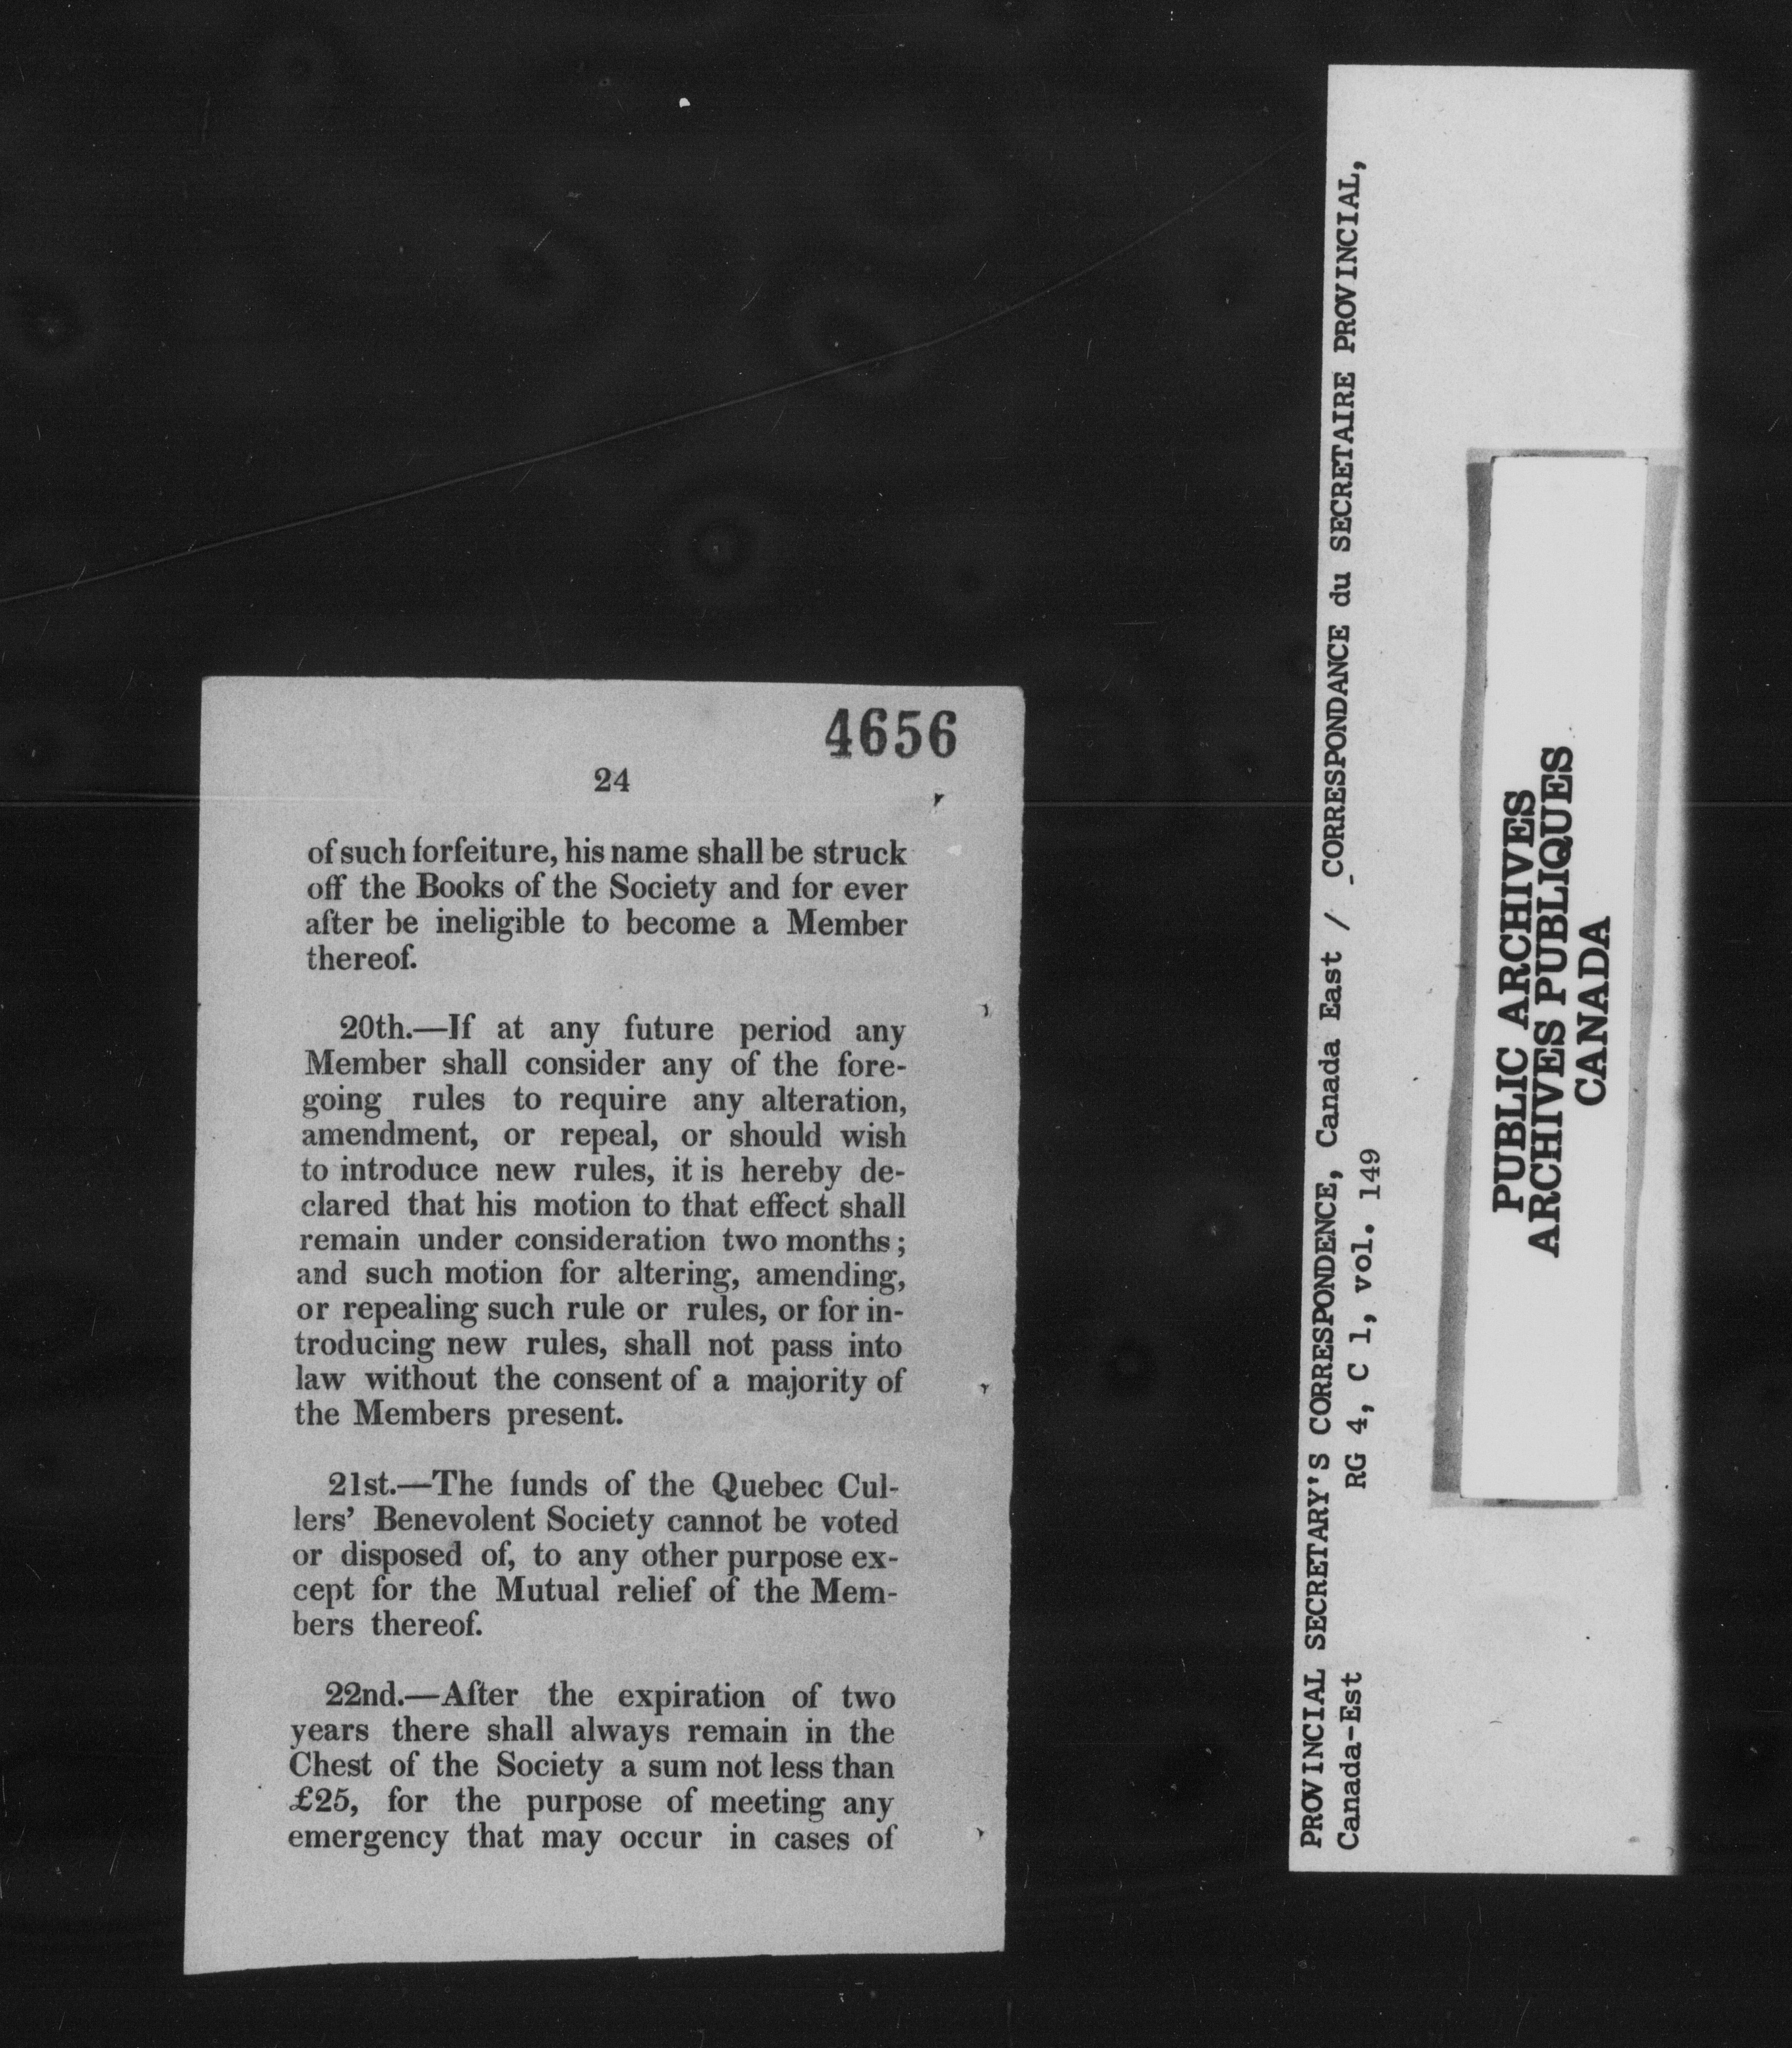 4656
24
of such forfeiture, his name shall be struck
off the Books of the Society and for ever
after be ineligible to become a Member
thereof.
20th.—If at any future period any
Member shall consider any of the fore-
going rules to require any alteration,
amendment, or repeal, or should wish
to introduce new rules, it is hereby de-
clared that his motion to that effect shall
remain under consideration two months;
and such motion for altering, amending,
or repealing such rule or rules, or for in-
troducing new rules, shall not pass into
law without the consent of a majority of
the Members present.
21st.—The funds of the Quebec Cul-
lers' Benevolent Society cannot be voted
or disposed of, to any other purpose ex-
cept for the Mutual relief of the Mem-
bers thereof.
22nd.—After the expiration of two
years there shall always remain in the
Chest of the Society a sum not less than
£25, for the purpose of meeting any
emergency that may occur in cases of
PROVINCIAL SECRETARY'S CORRESPONDENCE, Canada East / CORRESPONDANCE du SECRETAIRE PROVINCIAL,
Canada-Est RG 4, C 1, vol. 149
PUBLIC ARCHIVES
ARCHIVES PUBLIQUES
CANADA